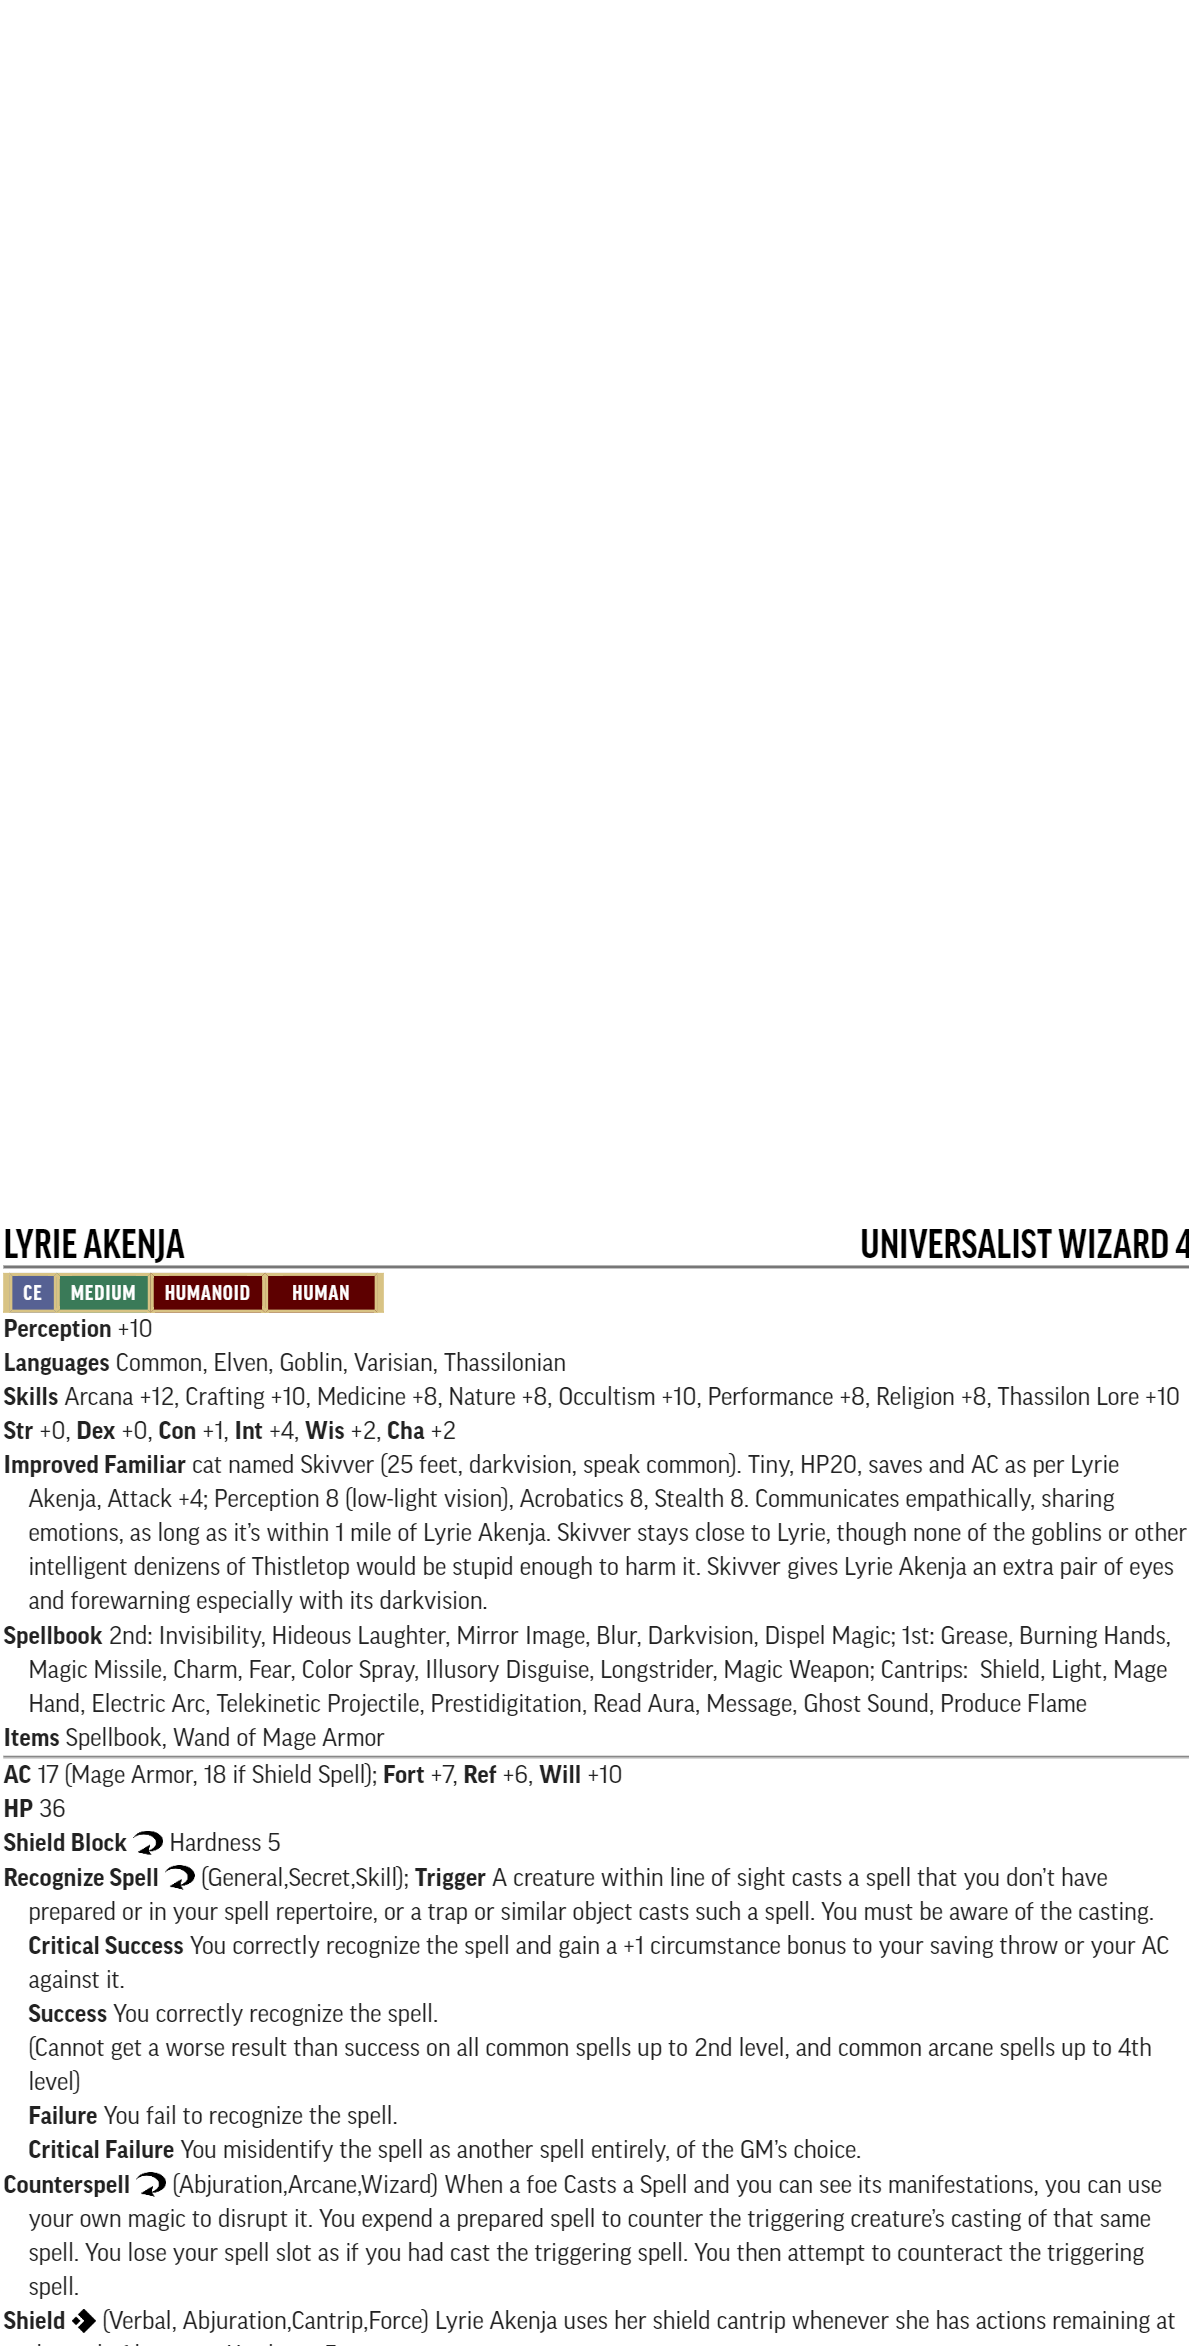 LYRIE AKENJA UNIVERSALIST WIZARD 4
CE MEDIUM HUMANOID HUMAN
Perception +10
Languages Common, Elven, Goblin, Varisian, Thassilonian
Skills Arcana +12, Crafting +10, Medicine +8, Nature +8, Occultism +10, Performance +8, Religion +8, Thassilon Lore +10
Str +0, Dex +0, Con +1, Int +4, Wis +2, Cha +2
Improved Familiar cat named Skivver (25 feet, darkvision, speak common). Tiny, HP20, saves and AC as per Lyrie
Akenja, Attack +4; Perception 8 (low-light vision), Acrobatics 8, Stealth 8. Communicates empathically, sharing
emotions, as long as it's within 1 mile of Lyrie Akenja. Skivver stays close to Lyrie, though none of the goblins or other
intelligent denizens of Thistletop would be stupid enough to harm it. Skivver gives Lyrie Akenja an extra pair of eyes
and forewarning especially with its darkvision.
Spellbook 2nd: Invisibility, Hideous Laughter, Mirror Image, Blur, Darkvision, Dispel Magic; 1st: Grease, Burning Hands,
Magic Missile, Charm, Fear, Color Spray, Illusory Disguise, Longstrider, Magic Weapon; Cantrips:  Shield, Light, Mage
Hand, Electric Arc, Telekinetic Projectile, Prestidigitation, Read Aura, Message, Ghost Sound, Produce Flame
Items Spellbook, Wand of Mage Armor
AC 17 (Mage Armor, 18 if Shield Spell); Fort +7, Ref +6, Will +10
HP 36
Shield Block Hardness 5
Recognize Spell (General,Secret,Skill); Trigger A creature within line of sight casts a spell that you don't have
prepared or in your spell repertoire, or a trap or similar object casts such a spell. You must be aware of the casting.
Critical Success You correctly recognize the spell and gain a +1 circumstance bonus to your saving throw or your AC
against it.
Success You correctly recognize the spell.
(Cannot get a worse result than success on all common spells up to 2nd level, and common arcane spells up to 4th
level)
Failure You fail to recognize the spell.
Critical Failure You misidentify the spell as another spell entirely, of the GM's choice.
Counterspell (Abjuration,Arcane,Wizard) When a foe Casts a Spell and you can see its manifestations, you can use
your own magic to disrupt it. You expend a prepared spell to counter the triggering creature's casting of that same
spell. You lose your spell slot as if you had cast the triggering spell. You then attempt to counteract the triggering
spell.
Shield (Verbal, Abjuration,Cantrip,Force) Lyrie Akenja uses her shield cantrip whenever she has actions remaining at